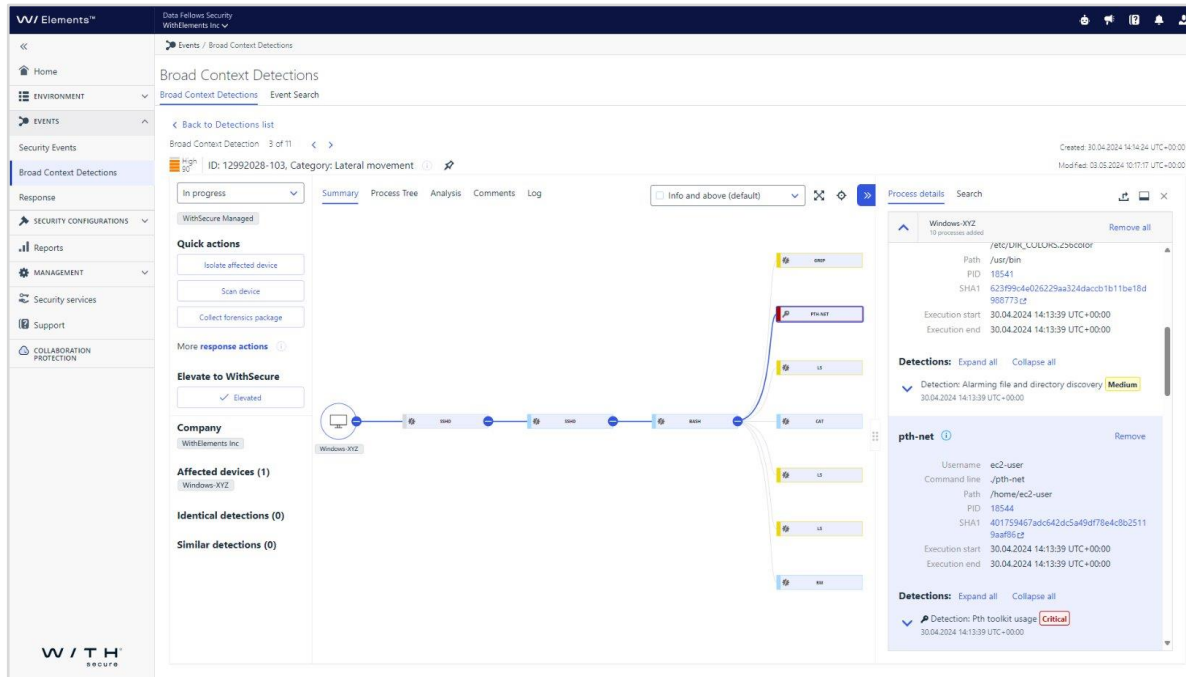 W/ Elements™
Data Fellows Security
WithElements Inc
Events / Broad Context Detections
Home
ENVIRONMENT
EVENTS
Security Events
Broad Context Detections
Response
SECURITY CONFIGURATIONS
Reports
MANAGEMENT
Security services
Support
COLLABORATION
PROTECTION
W / T H
secure
Broad Context Detections
Broad Context Detections Event Search
Back to Detections list
Broad Context Detection 3 of 11
Created: 30.04.2024 14:14:24 UTC+00:00
High
90
ID: 12992028-103, Category: Lateral movement
Modified: 03.05.2024 10:17:17 UTC+00:00
In progress
WithSecure Managed
Quick actions
Isolate affected device
Scan device
Collect forensics package
More response actions
Elevate to WithSecure
Elevated
Company
WithElements Inc
Affected devices (1)
Windows-XYZ
Identical detections (0)
Similar detections (0)
Summary Process Tree Analysis Comments Log
Info and above (default)
Windows-XYZ
SSHD
SSHD
BASH
GREP
PTH-NET
LS
CAT
LS
LS
Process details Search
Windows-XYZ
10 processes added
Remove all
/etc/DIR_COLORS.256color
Path /usr/bin
PID 18541
SHA1 623f99c4e026229aa324daccb1b11be18d
988773
Execution start 30.04.2024 14:13:39 UTC+00:00
Execution end 30.04.2024 14:13:39 UTC+00:00
Detections: Expand all Collapse all
Detection: Alarming file and directory discovery Medium
30.04.2024 14:13:39 UTC+00:00
pth-net
Remove
Username ec2-user
Command line ./pth-net
Path /home/ec2-user
PID 18544
SHA1 401759467adc642dc5a49df78e4c8b2511
9aaf86
Execution start 30.04.2024 14:13:39 UTC+00:00
Execution end 30.04.2024 14:13:39 UTC+00:00
Detections: Expand all Collapse all
Detection: Pth toolkit usage Critical
30.04.2024 14:13:39 UTC+00:00